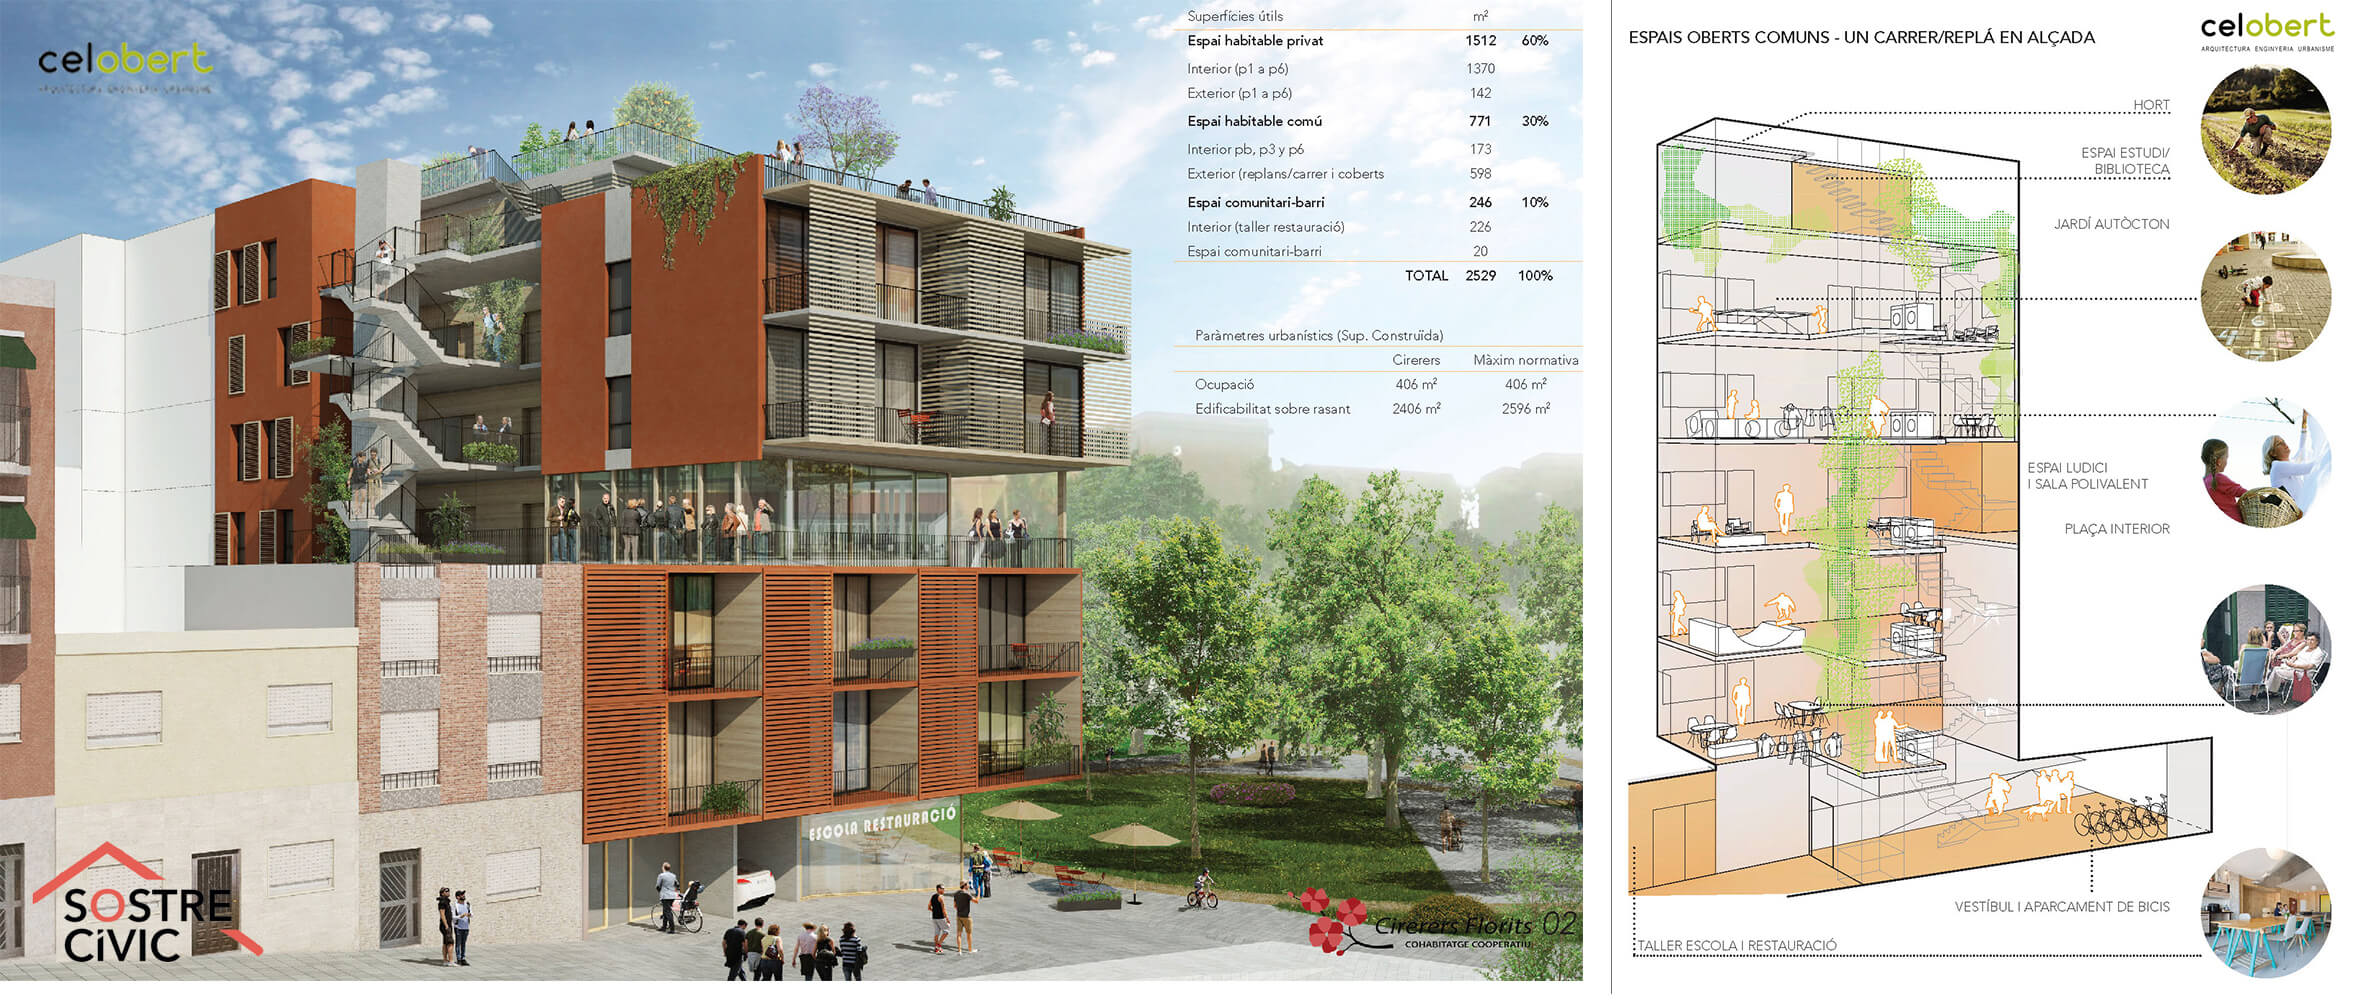 celobert
ARQUITECTURA ENGINYERIA URBANISME
Superfícies útils m²
Espai habitable privat 1512 60%
Interior (p1 a p6) 1370
Exterior (p1 a p6) 142
Espai habitable comú 771 30%
Interior pb, p3 y p6 173
Exterior (replans/carrer i coberts 598
Espai comunitari-barri 246 10%
Interior (taller restauració) 226
Espai comunitari-barri 20
TOTAL 2529 100%
Paràmetres urbanístics (Sup. Construïda)
Cirerers Màxim normativa
Ocupació 406 m² 406 m²
Edificabilitat sobre rasant 2406 m² 2596 m²
ESCOLA RESTAURACIÓ
SOSTRE
CÍVIC
Cirerers Florits 02
COHABITATGE COOPERATIU
ESPAIS OBERTS COMUNS - UN CARRER/REPLÁ EN ALÇADA
celobert
ARQUITECTURA ENGINYERIA URBANISME
HORT
ESPAI ESTUDI/
BIBLIOTECA
JARDÍ AUTÒCTON
ESPAI LUDICI
I SALA POLIVALENT
PLAÇA INTERIOR
VESTÍBUL I APARCAMENT DE BICIS
TALLER ESCOLA I RESTAURACIÓ